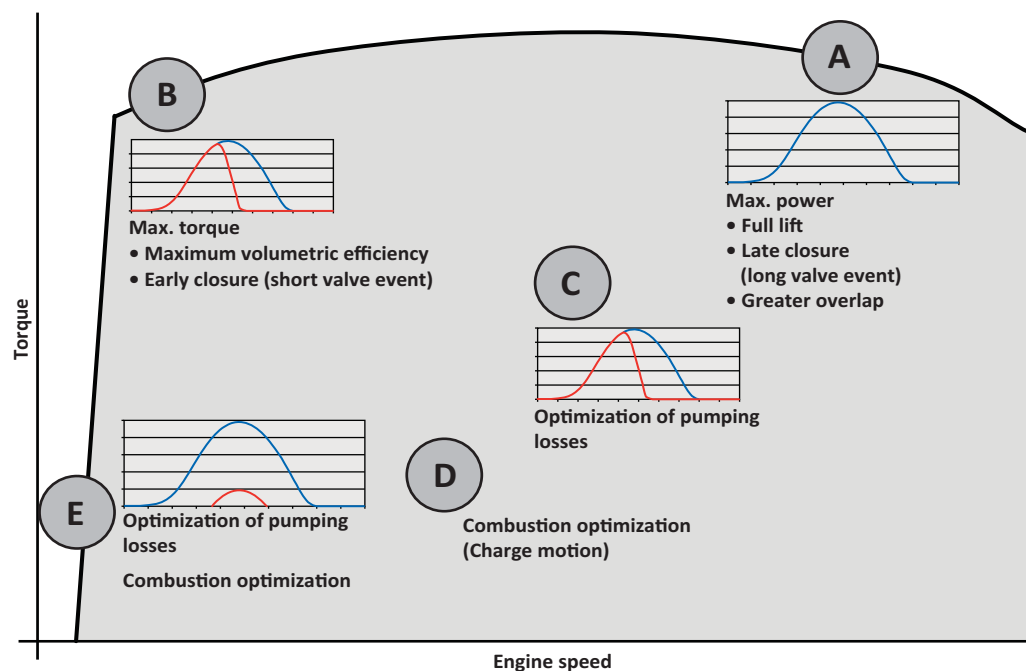 A
B
Max. power
• Full lift
• Late closure
(long valve event)
• Greater overlap
Max. torque
• Maximum volumetric efficiency
• Early closure (short valve event)
C
Torque
Optimization of pumping
losses
D
E
Optimization of pumping
losses
Combustion optimization
(Charge motion)
Combustion optimization
Engine speed